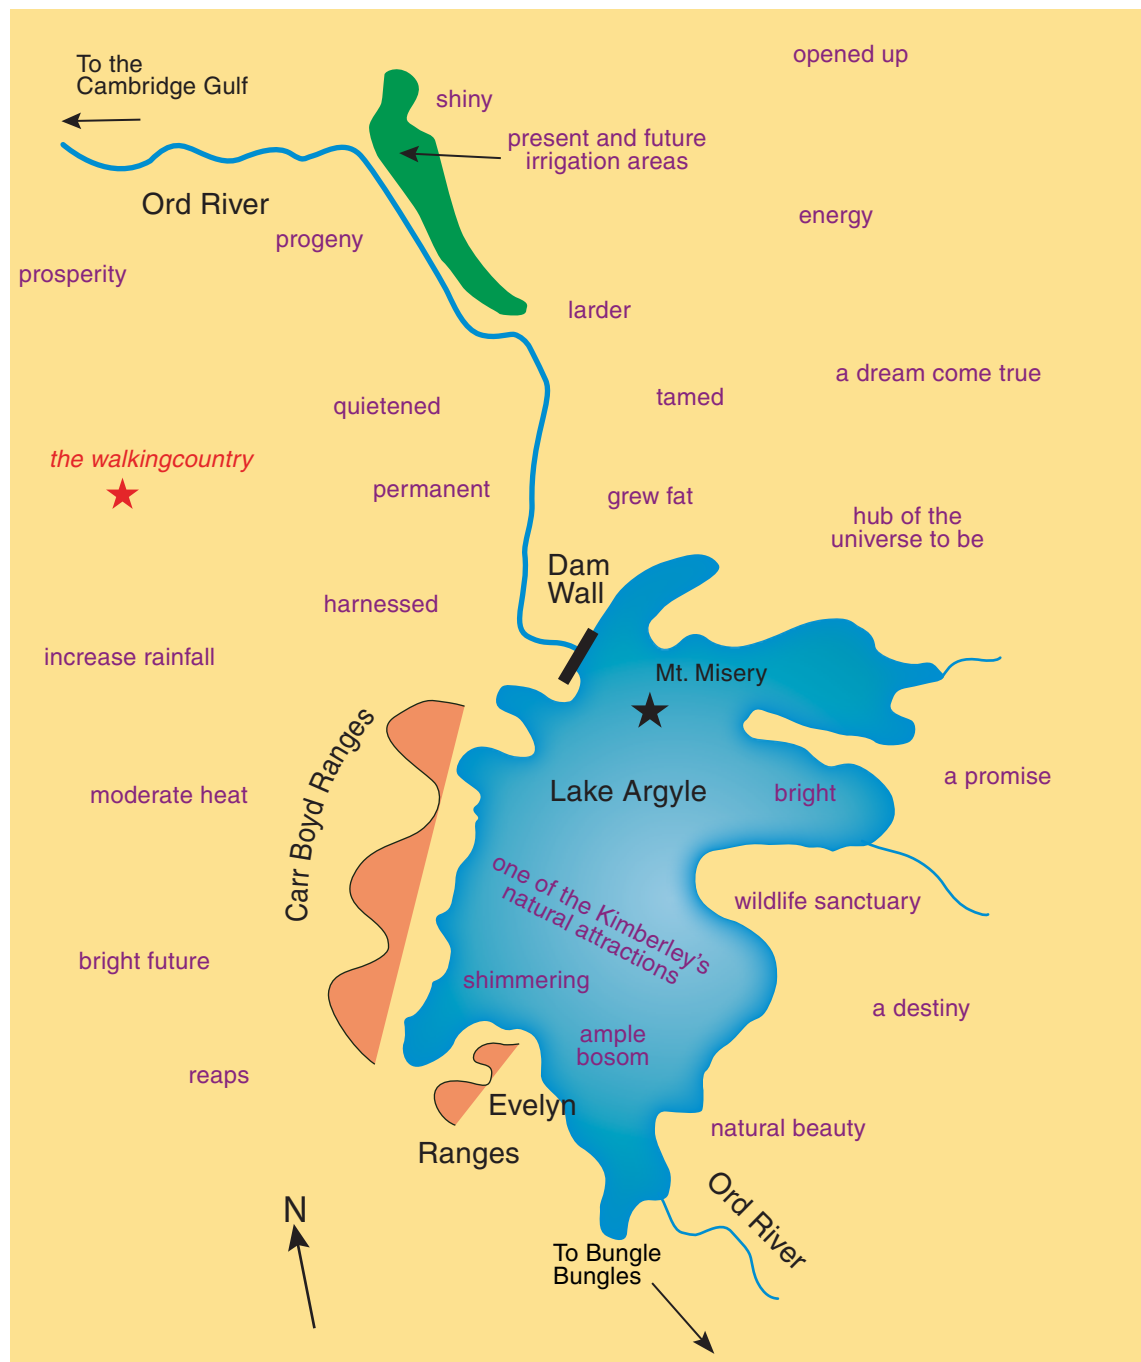 opened up
To the
Cambridge Gulf
shiny
present and future
irrigation areas
Ord River
energy
progeny
prosperity
larder
a dream come true
tamed
quietened
the walkingcountry
permanent
grew fat
hub of the
universe to be
Dam
Wall
harnessed
increase rainfall
Mt. Misery
Carr Boyd Ranges
a promise
Lake Argyle
bright
moderate heat
one of the Kimberley's
natural attractions
wildlife sanctuary
bright future
shimmering
a destiny
ample
bosom
reaps
Evelyn
natural beauty
Ranges
Ord River
N
To Bungle
Bungles